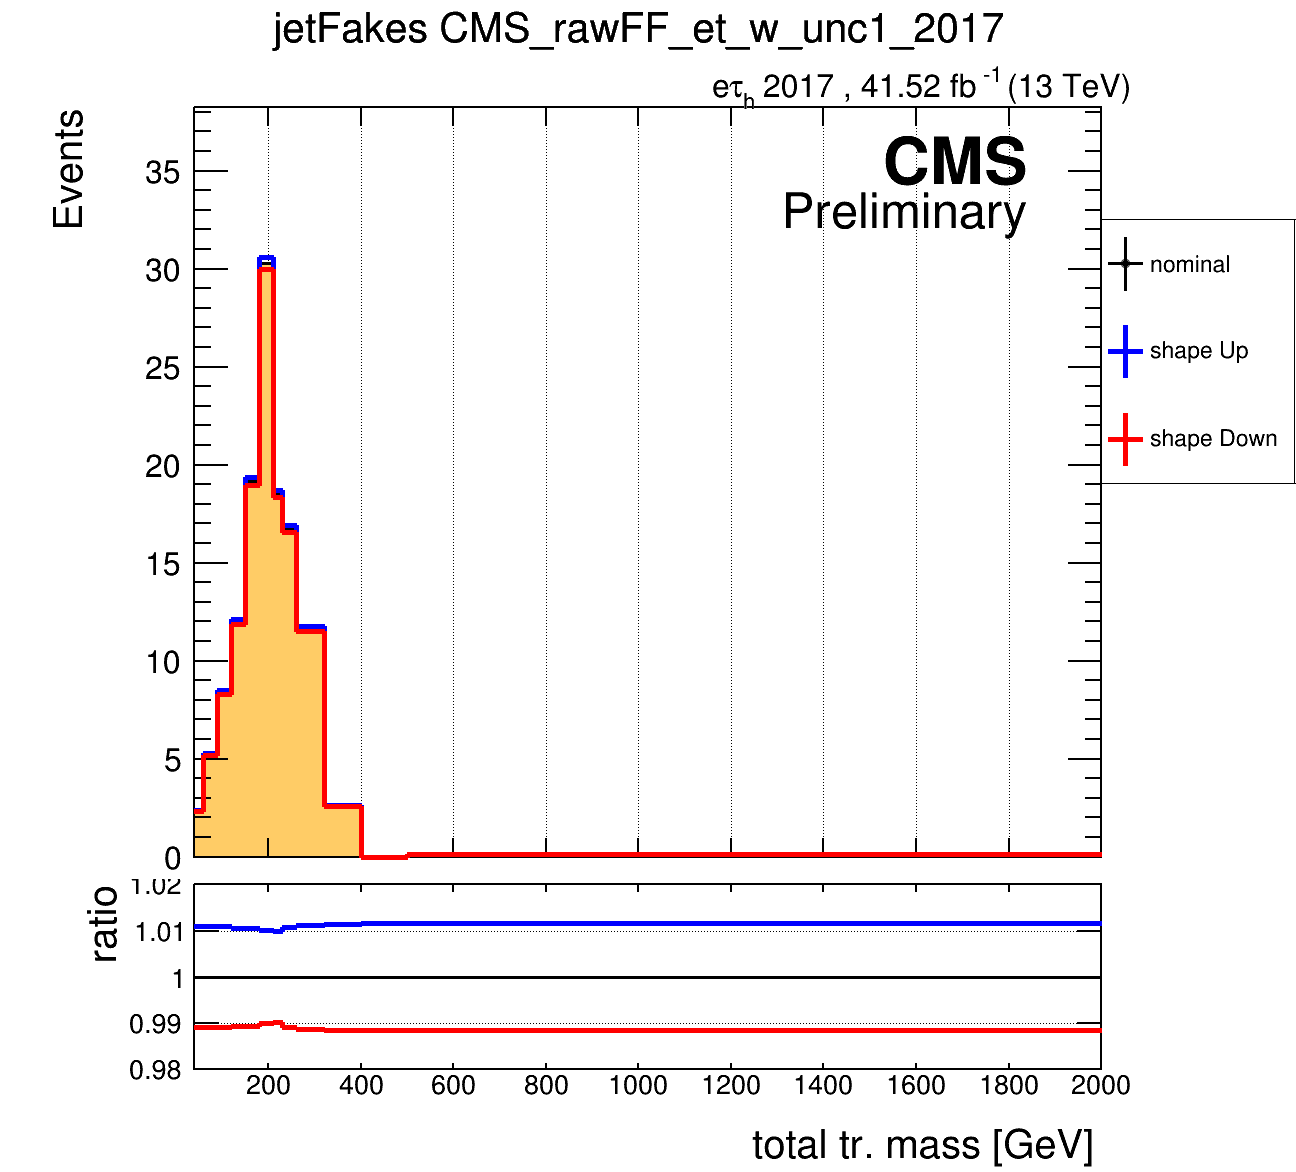 jetFakes CMS_rawFF_et_w_unc1_2017
eτh 2017 , 41.52 fb -1 (13 TeV)
Events
CMS
Preliminary
35
30
25
20
15
10
5
0
nominal
shape Up
shape Down
ratio
1.02
1.01
1
0.99
0.98
200 400 600 800 1000 1200 1400 1600 1800 2000
total tr. mass [GeV]